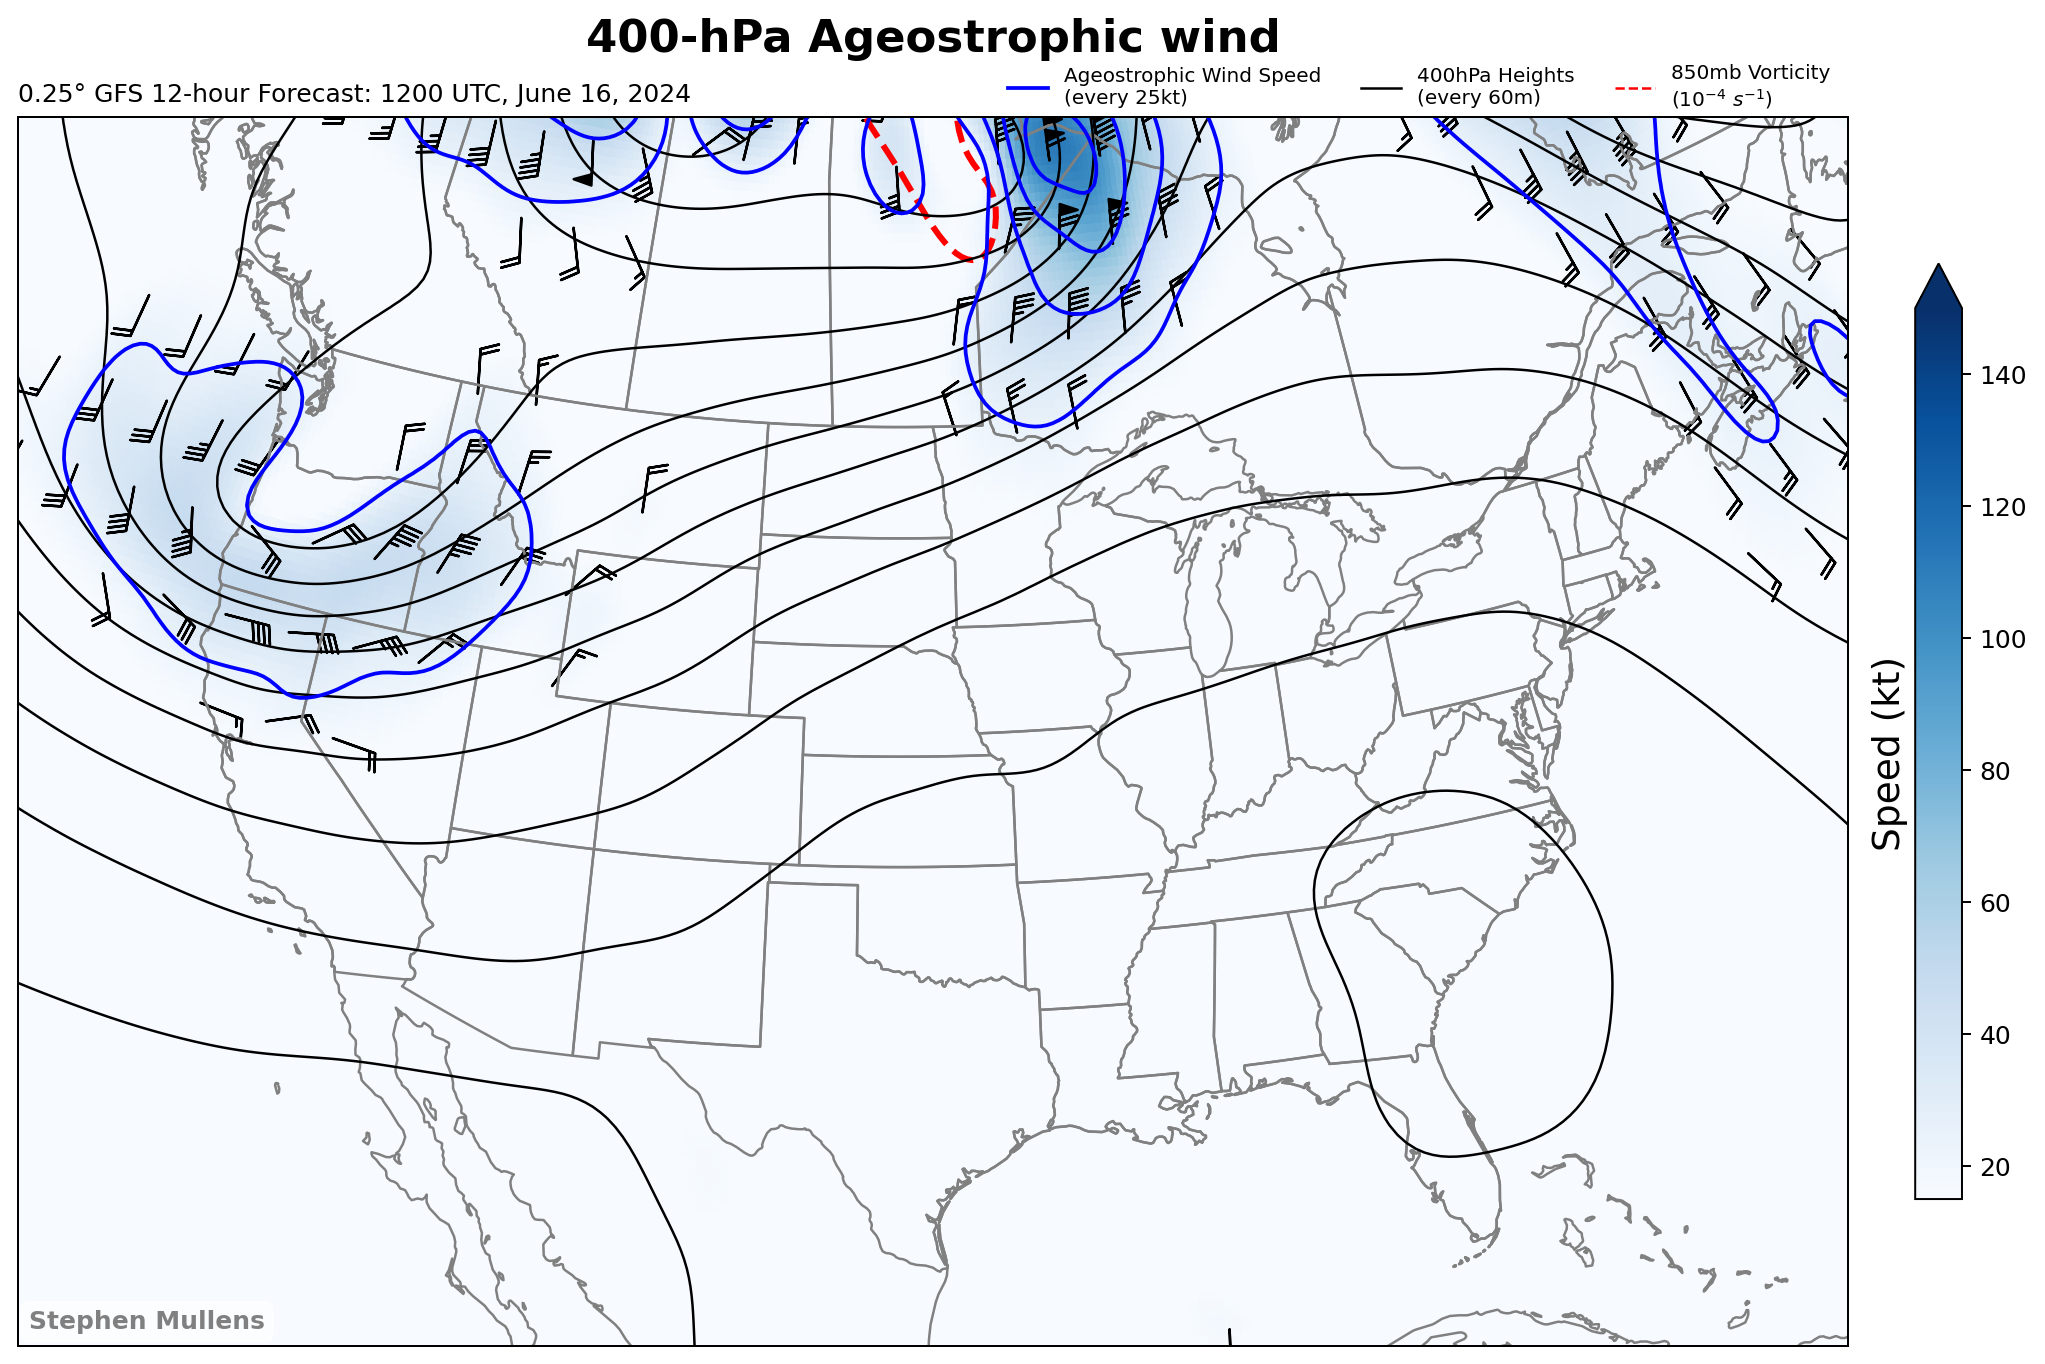 400-hPa Ageostrophic wind
0.25° GFS 12-hour Forecast: 1200 UTC, June 16, 2024
Ageostrophic Wind Speed
(every 25kt)
400hPa Heights
(every 60m)
850mb Vorticity
(10⁻⁴ s⁻¹)
140
120
100
80
60
40
20
Speed (kt)
Stephen Mullens